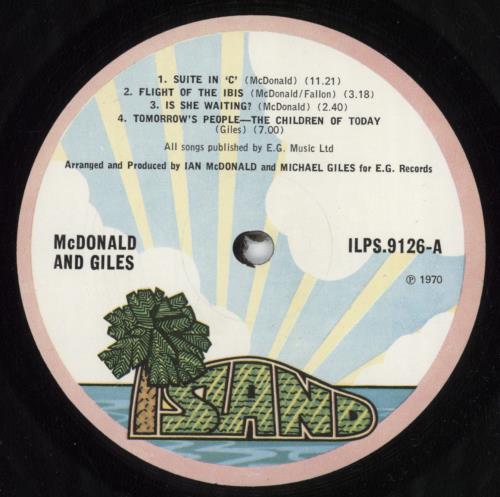 1. SUITE IN 'C' (McDonald) (11.21)
2. FLIGHT OF THE IBIS (McDonald/Fallon) (3.18)
3. IS SHE WAITING? (McDonald) (2.40)
4. TOMORROW'S PEOPLE—THE CHILDREN OF TODAY
(Giles) (7.00)
All songs published by E.G. Music Ltd
Arranged and Produced by IAN McDONALD and MICHAEL GILES for E.G. Records
McDONALD
AND GILES
ILPS.9126-A
℗ 1970
ISLAND